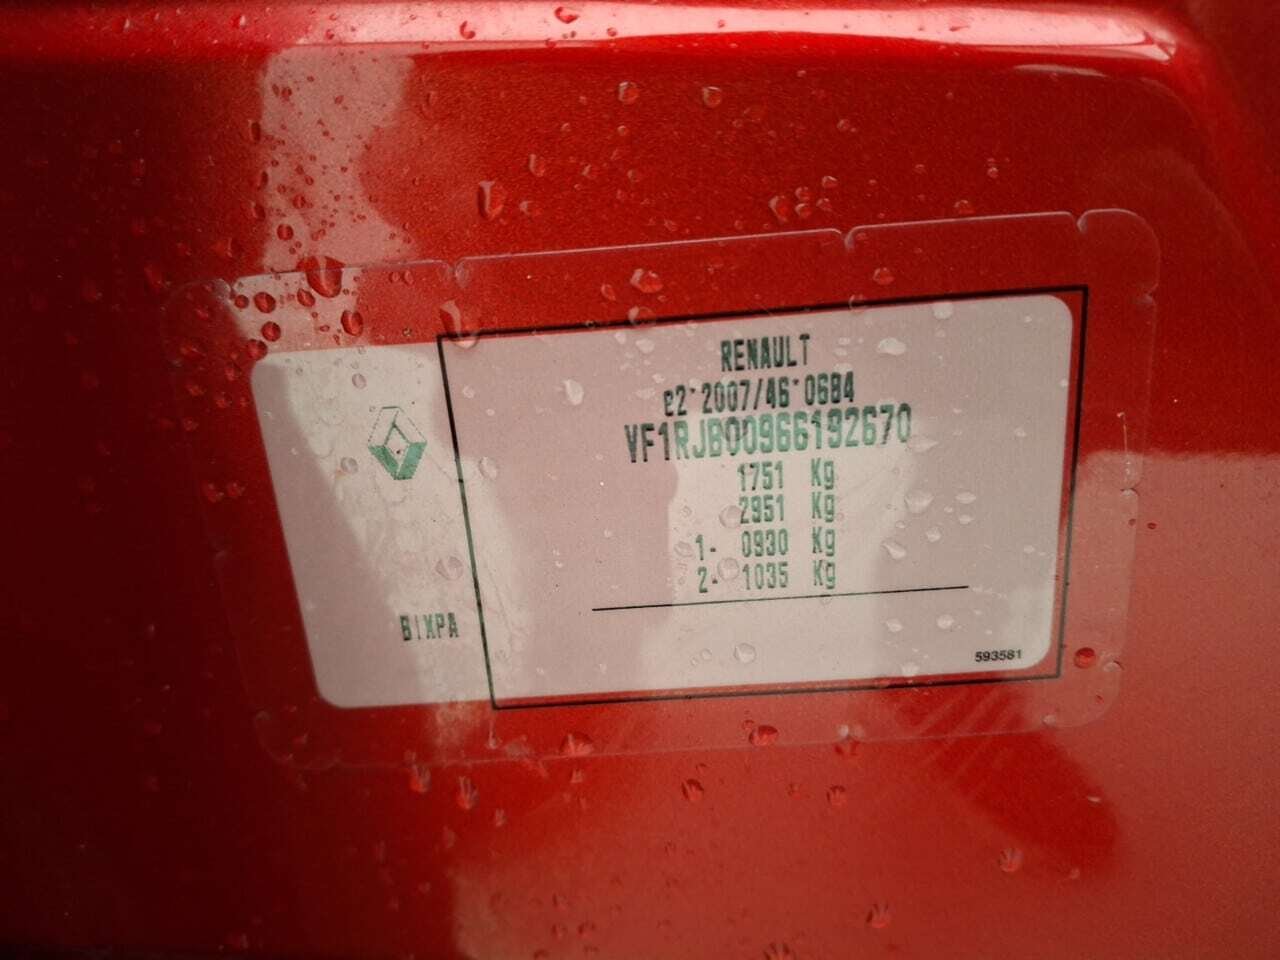 RENAULT
e2*2007/46*0684
VF1RJB00966192670
1751 Kg
2951 Kg
1- 0930 Kg
2- 1035 Kg
BIXPA
593581